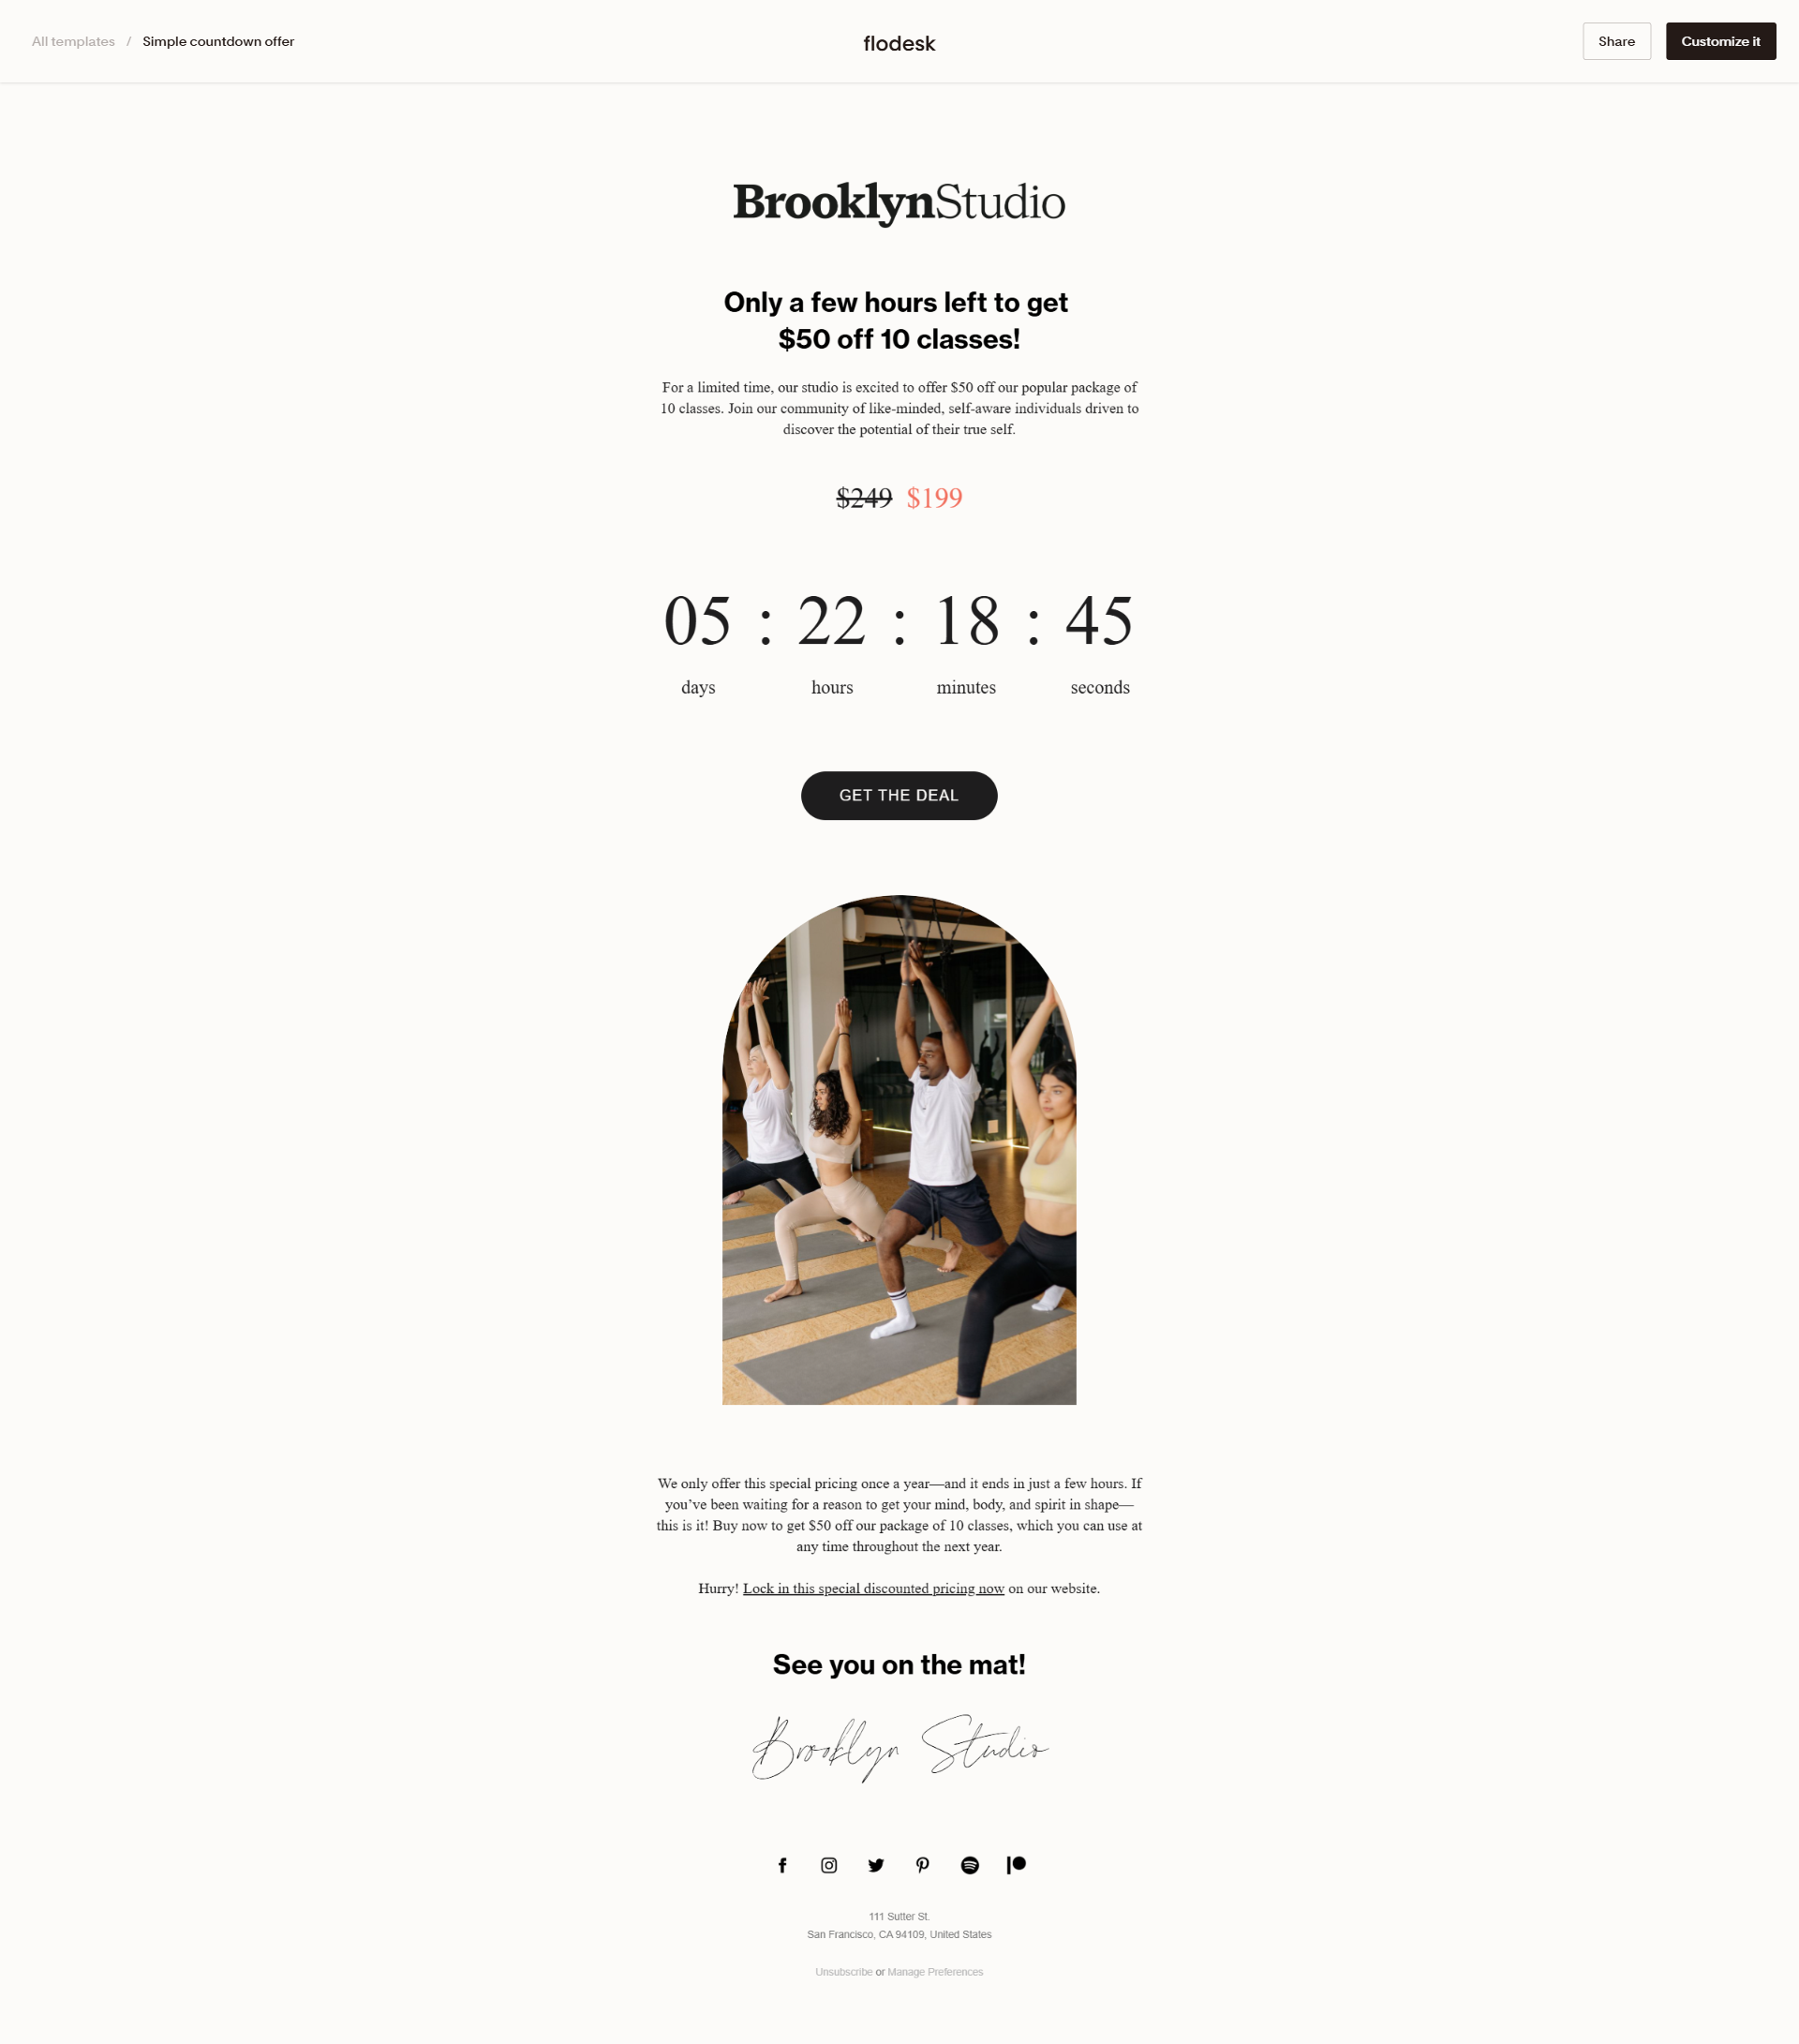 All templates / Simple countdown offer
flodesk
Share
Customize it
BrooklynStudio
Only a few hours left to get
$50 off 10 classes!
For a limited time, our studio is excited to offer $50 off our popular package of
10 classes. Join our community of like-minded, self-aware individuals driven to
discover the potential of their true self.
$249 $199
05 : 22 : 18 : 45
days hours minutes seconds
GET THE DEAL
We only offer this special pricing once a year—and it ends in just a few hours. If
you’ve been waiting for a reason to get your mind, body, and spirit in shape—
this is it! Buy now to get $50 off our package of 10 classes, which you can use at
any time throughout the next year.
Hurry! Lock in this special discounted pricing now on our website.
See you on the mat!
Brooklyn Studio
111 Sutter St.
San Francisco, CA 94109, United States
Unsubscribe or Manage Preferences